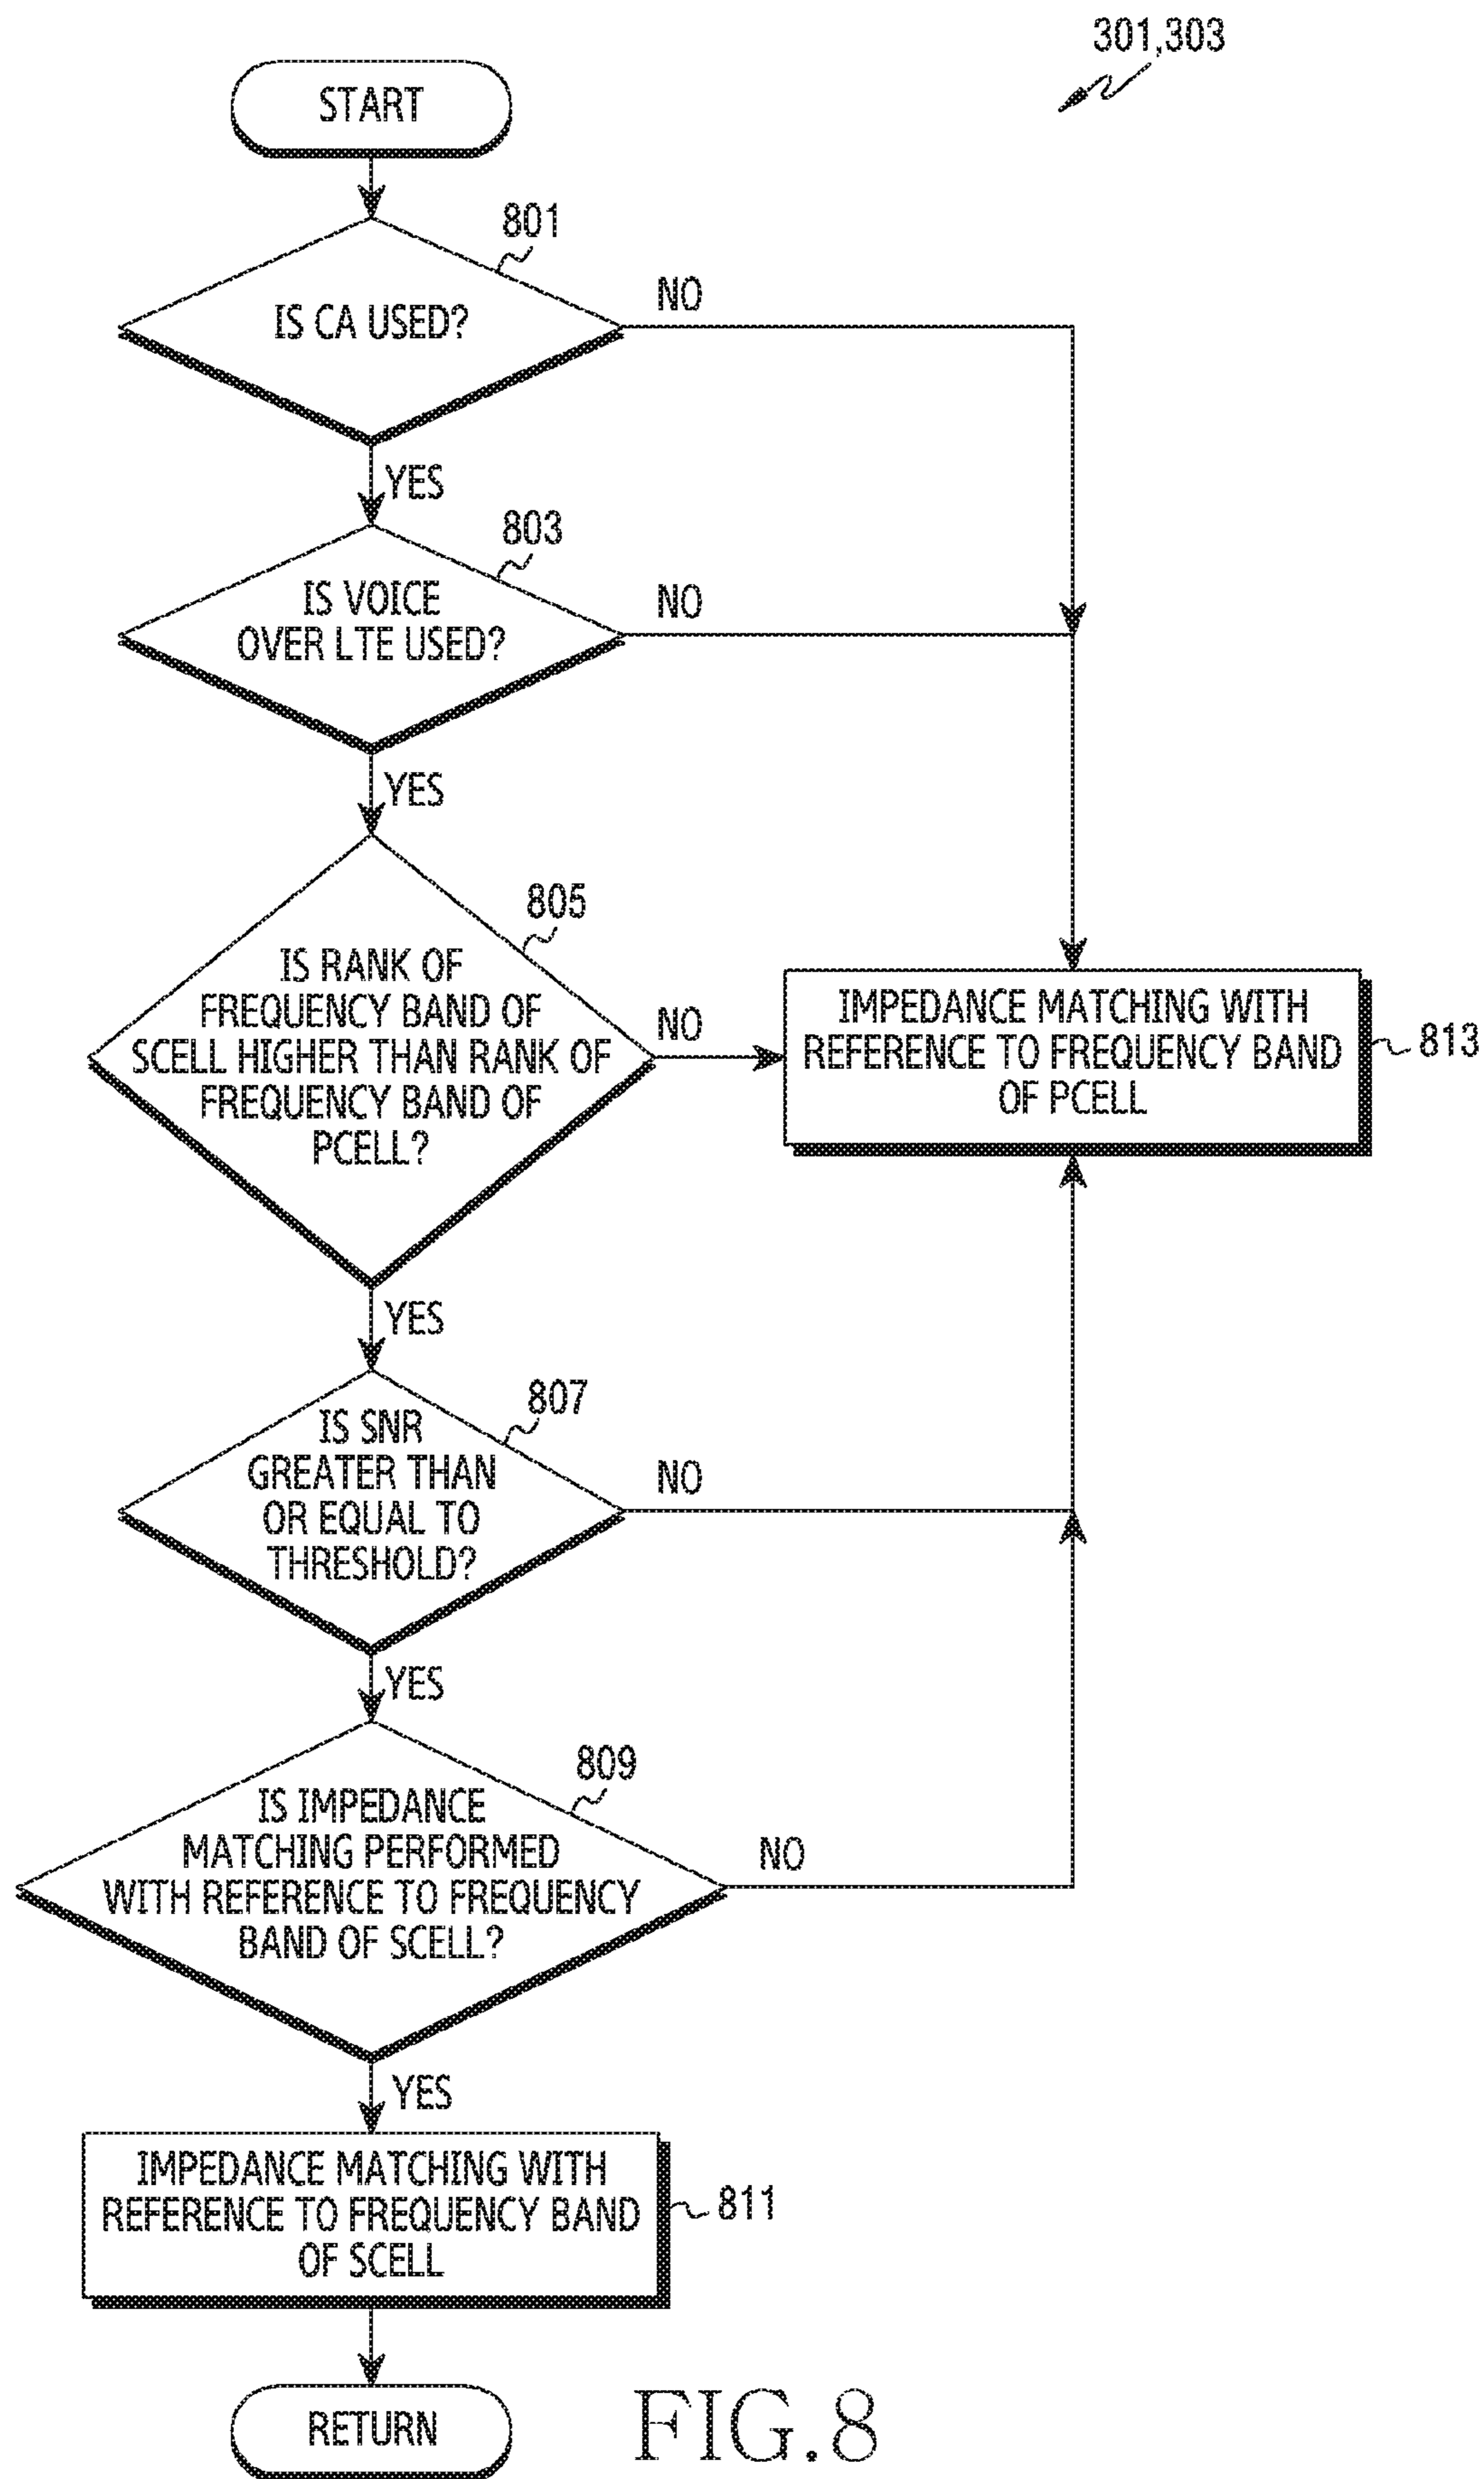 301,303
START
801
IS CA USED?
NO
YES
803
IS VOICE
OVER LTE USED?
NO
YES
805
IS RANK OF
FREQUENCY BAND OF
SCELL HIGHER THAN RANK OF
FREQUENCY BAND OF
PCELL?
NO
IMPEDANCE MATCHING WITH
REFERENCE TO FREQUENCY BAND
OF PCELL
813
YES
807
IS SNR
GREATER THAN
OR EQUAL TO
THRESHOLD?
NO
YES
809
IS IMPEDANCE
MATCHING PERFORMED
WITH REFERENCE TO FREQUENCY
BAND OF SCELL?
NO
YES
IMPEDANCE MATCHING WITH
REFERENCE TO FREQUENCY BAND
OF SCELL
811
RETURN
FIG.8